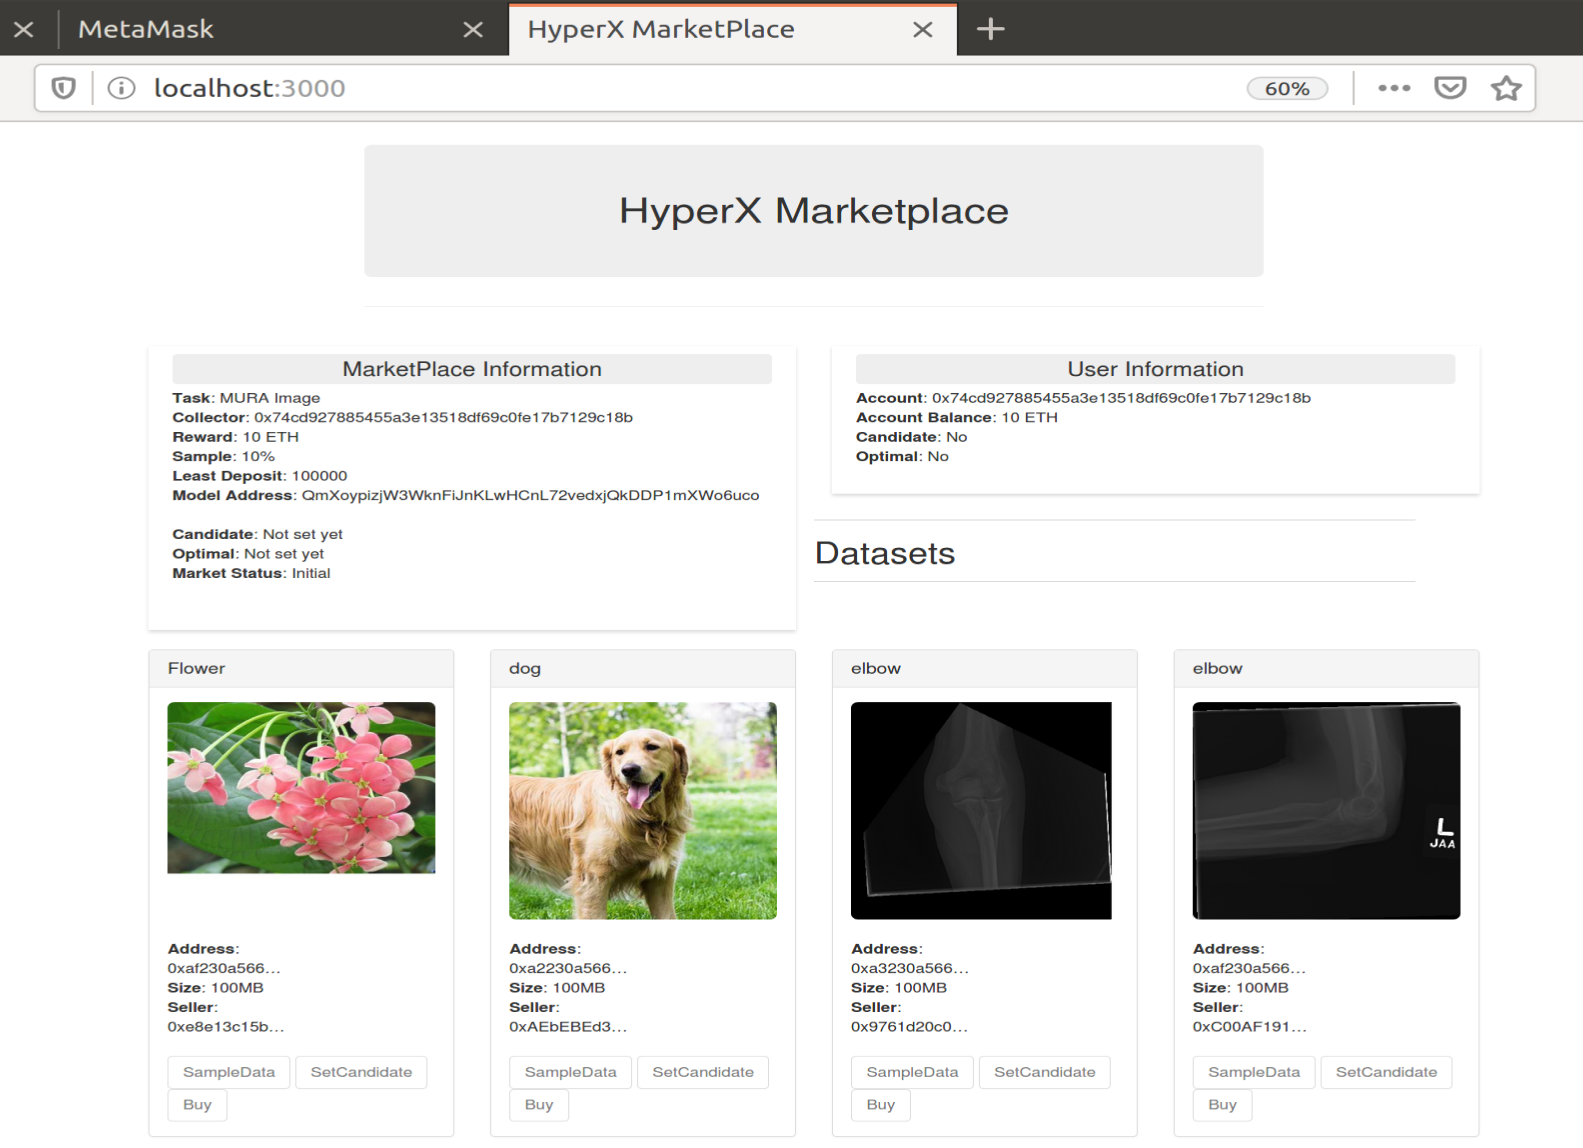 MetaMask
HyperX MarketPlace
localhost:3000
60%
HyperX Marketplace
MarketPlace Information
Task: MURA Image
Collector: 0x74cd927885455a3e13518df69c0fe17b7129c18b
Reward: 10 ETH
Sample: 10%
Least Deposit: 100000
Model Address: QmXoypizjW3WknFiJnKLwHCnL72vedxjQkDDP1mXWo6uco
Candidate: Not set yet
Optimal: Not set yet
Market Status: Initial
User Information
Account: 0x74cd927885455a3e13518df69c0fe17b7129c18b
Account Balance: 10 ETH
Candidate: No
Optimal: No
Datasets
Flower
Address:
0xaf230a566...
Size: 100MB
Seller:
0xe8e13c15b...
SampleData SetCandidate
Buy
dog
Address:
0xa2230a566...
Size: 100MB
Seller:
0xAEbEBEd3...
SampleData SetCandidate
Buy
elbow
Address:
0xa3230a566...
Size: 100MB
Seller:
0x9761d20c0...
SampleData SetCandidate
Buy
elbow
L
JAA
Address:
0xaf230a566...
Size: 100MB
Seller:
0xC00AF191...
SampleData SetCandidate
Buy